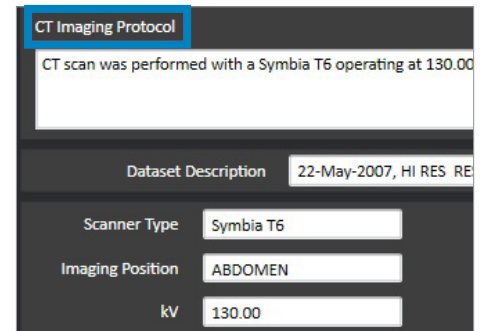 CT Imaging Protocol
CT scan was performed with a Symbia T6 operating at 130.00
Dataset Description 22-May-2007, HI RES RES
Scanner Type Symbia T6
Imaging Position ABDOMEN
kV 130.00